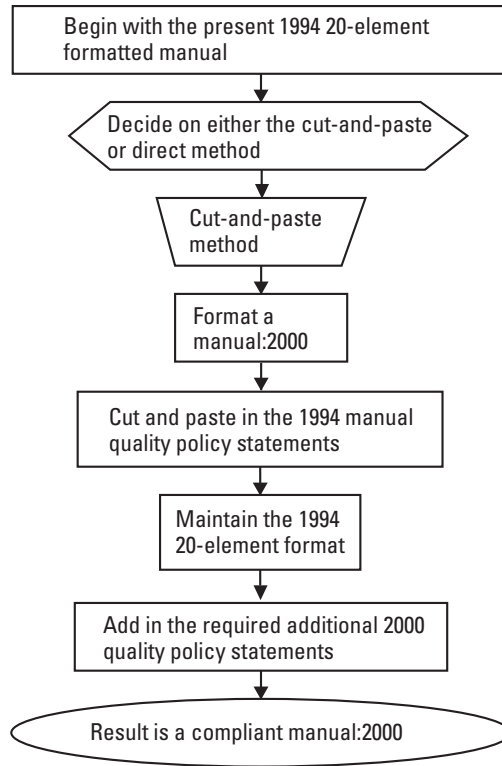 Begin with the present 1994 20-element
formatted manual
Decide on either the cut-and-paste
or direct method
Cut-and-paste
method
Format a
manual:2000
Cut and paste in the 1994 manual
quality policy statements
Maintain the 1994
20-element format
Add in the required additional 2000
quality policy statements
Result is a compliant manual:2000